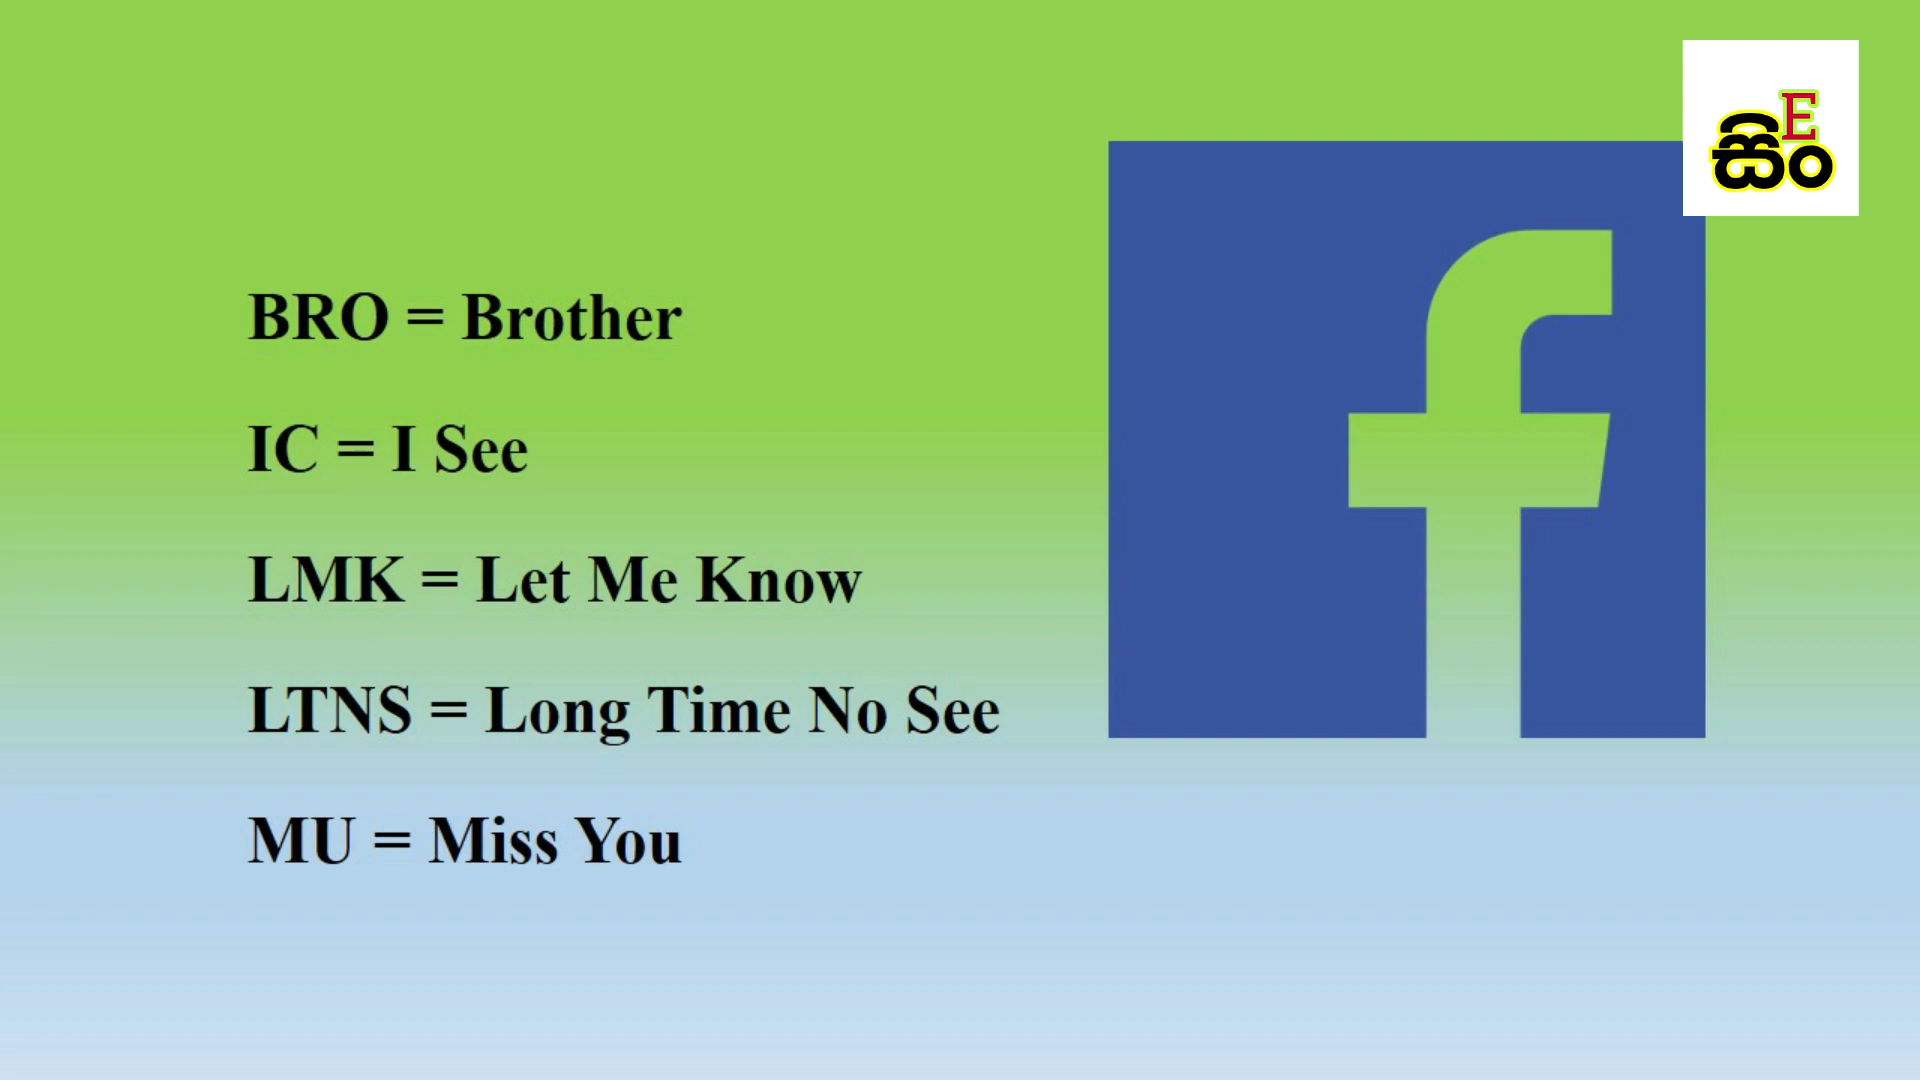 E
සිං
BRO = Brother
IC = I See
LMK = Let Me Know
LTNS = Long Time No See
MU = Miss You